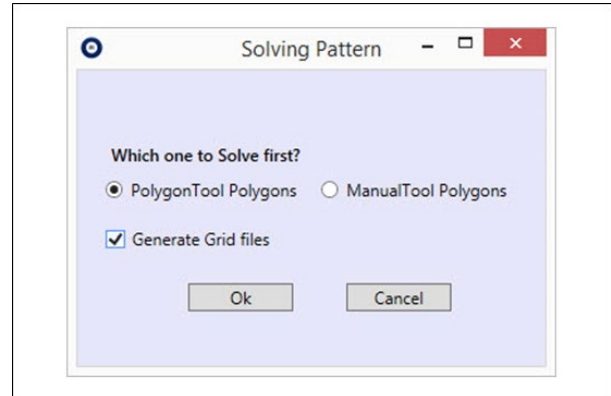 Solving Pattern
Which one to Solve first?
PolygonTool Polygons ManualTool Polygons
Generate Grid files
Ok Cancel